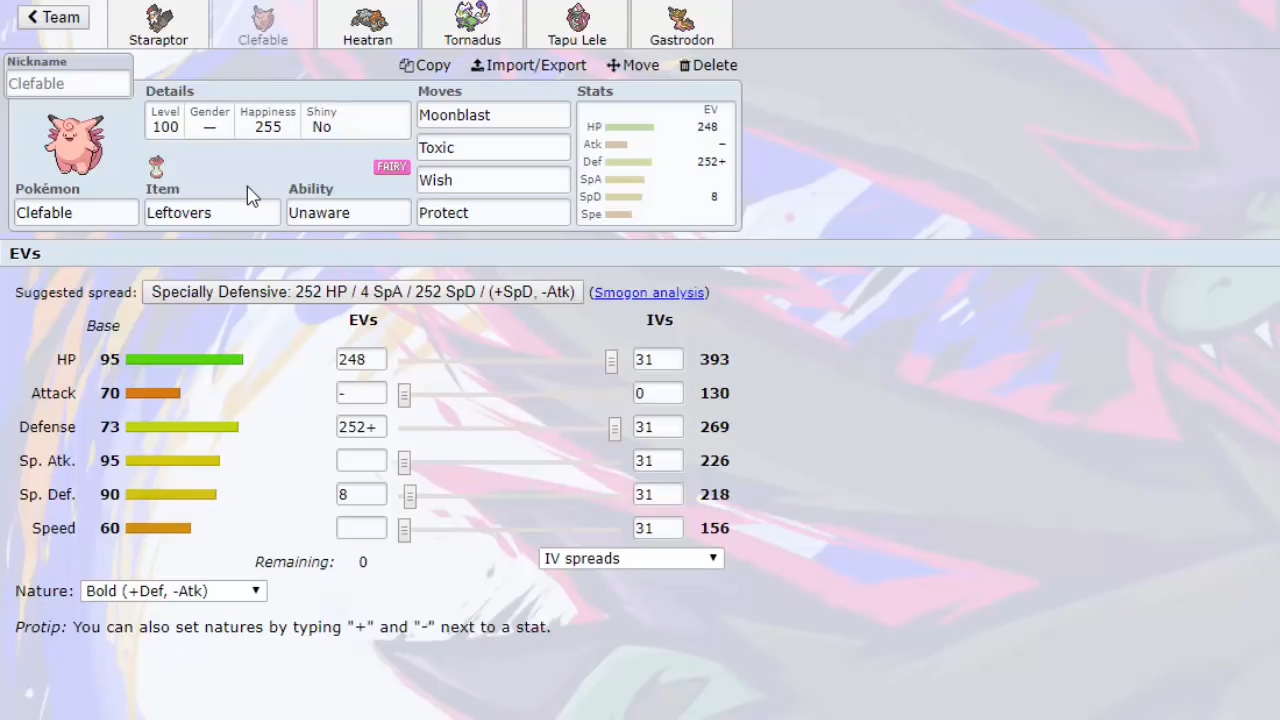 Team
Staraptor
Clefable
Heatran
Tornadus
Tapu Lele
Gastrodon
Copy
Import/Export
Move
Delete
Nickname
Clefable
Details
Level
100
Gender
—
Happiness
255
Shiny
No
FAIRY
Pokémon
Clefable
Item
Leftovers
Ability
Unaware
Moves
Moonblast
Toxic
Wish
Protect
Stats
EV
HP 248
Atk –
Def 252+
SpA
SpD 8
Spe
EVs
Suggested spread: Specially Defensive: 252 HP / 4 SpA / 252 SpD / (+SpD, -Atk) (Smogon analysis)
Base EVs IVs
HP 95 248 31 393
Attack 70 - 0 130
Defense 73 252+ 31 269
Sp. Atk. 95 31 226
Sp. Def. 90 8 31 218
Speed 60 31 156
Remaining: 0
IV spreads
Nature: Bold (+Def, -Atk)
Protip: You can also set natures by typing "+" and "-" next to a stat.